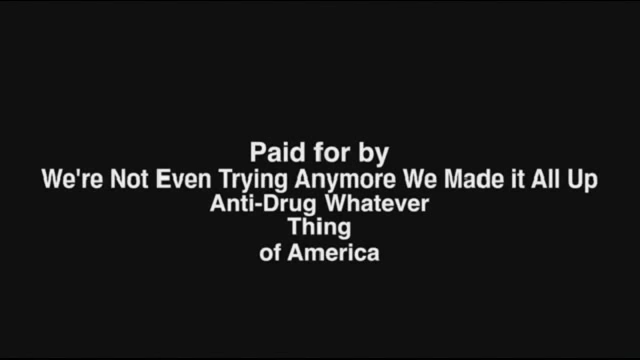 Paid for by
We're Not Even Trying Anymore We Made it All Up
Anti-Drug Whatever
Thing
of America